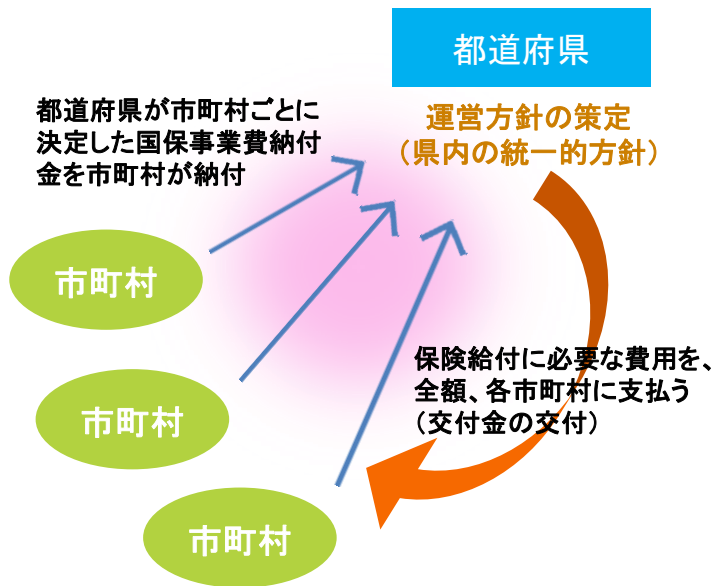 都道府県
都道府県が市町村ごとに
決定した国保事業費納付
金を市町村が納付
運営方針の策定
（県内の統一的方針）
市町村
保険給付に必要な費用を、
全額、各市町村に支払う
（交付金の交付）
市町村
市町村